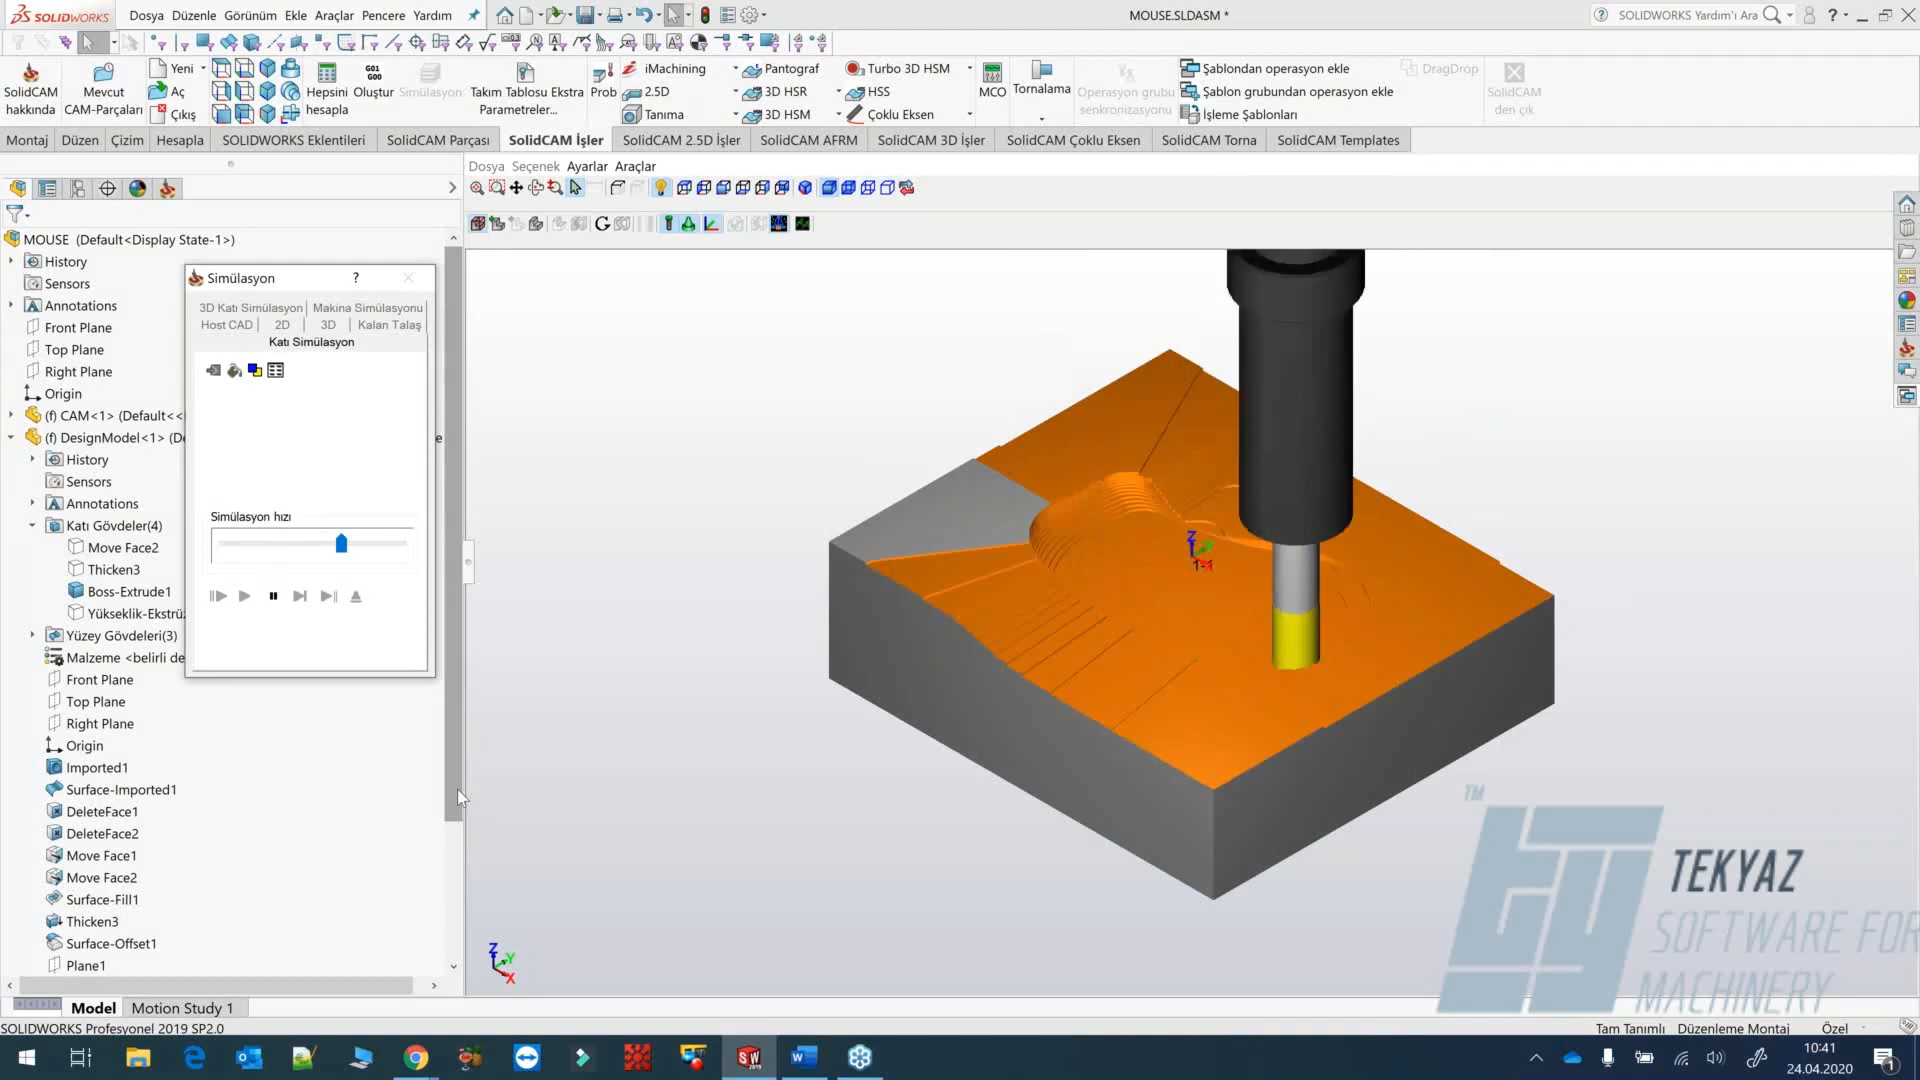 SOLIDWORKS
Dosya Düzenle Görünüm Ekle Araçlar Pencere Yardım
MOUSE.SLDASM *
SOLIDWORKS Yardım'ı Ara
SolidCAM hakkında
Mevcut CAM-Parçaları
Yeni
Aç
Çıkış
Hepsini hesapla
G01
G00
Oluştur
Simülasyon
Takım Tablosu Ekstra Parametreler...
Prob
iMachining
2.5D
Tanıma
Pantograf
3D HSR
3D HSM
Turbo 3D HSM
HSS
Çoklu Eksen
MCO
Tornalama
Operasyon grubu senkronizasyonu
Şablondan operasyon ekle
Şablon grubundan operasyon ekle
İşleme Şablonları
DragDrop
SolidCAM den çık
Montaj Düzen Çizim Hesapla SOLIDWORKS Eklentileri SolidCAM Parçası SolidCAM İşler SolidCAM 2.5D İşler SolidCAM AFRM SolidCAM 3D İşler SolidCAM Çoklu Eksen SolidCAM Torna SolidCAM Templates
Dosya Seçenek Ayarlar Araçlar
MOUSE (Default<Display State-1>)
History
Sensors
Annotations
Front Plane
Top Plane
Right Plane
Origin
(f) CAM<1> (Default<<
(f) DesignModel<1> (De
e
History
Sensors
Annotations
Katı Gövdeler(4)
Move Face2
Thicken3
Boss-Extrude1
Yükseklik-Ekstrüz
Yüzey Gövdeleri(3)
Malzeme <belirli de
Front Plane
Top Plane
Right Plane
Origin
Imported1
Surface-Imported1
DeleteFace1
DeleteFace2
Move Face1
Move Face2
Surface-Fill1
Thicken3
Surface-Offset1
Plane1
Simülasyon ?
3D Katı Simülasyon Makina Simülasyonu
Host CAD 2D 3D Kalan Talaş
Katı Simülasyon
Simülasyon hızı
Z Y
X
Z Y
X
TM
TEKYAZ
SOFTWARE FOR
MACHINERY
Model Motion Study 1
SOLIDWORKS Profesyonel 2019 SP2.0
Tam Tanımlı Düzenleme Montaj Özel
10:41
24.04.2020
1